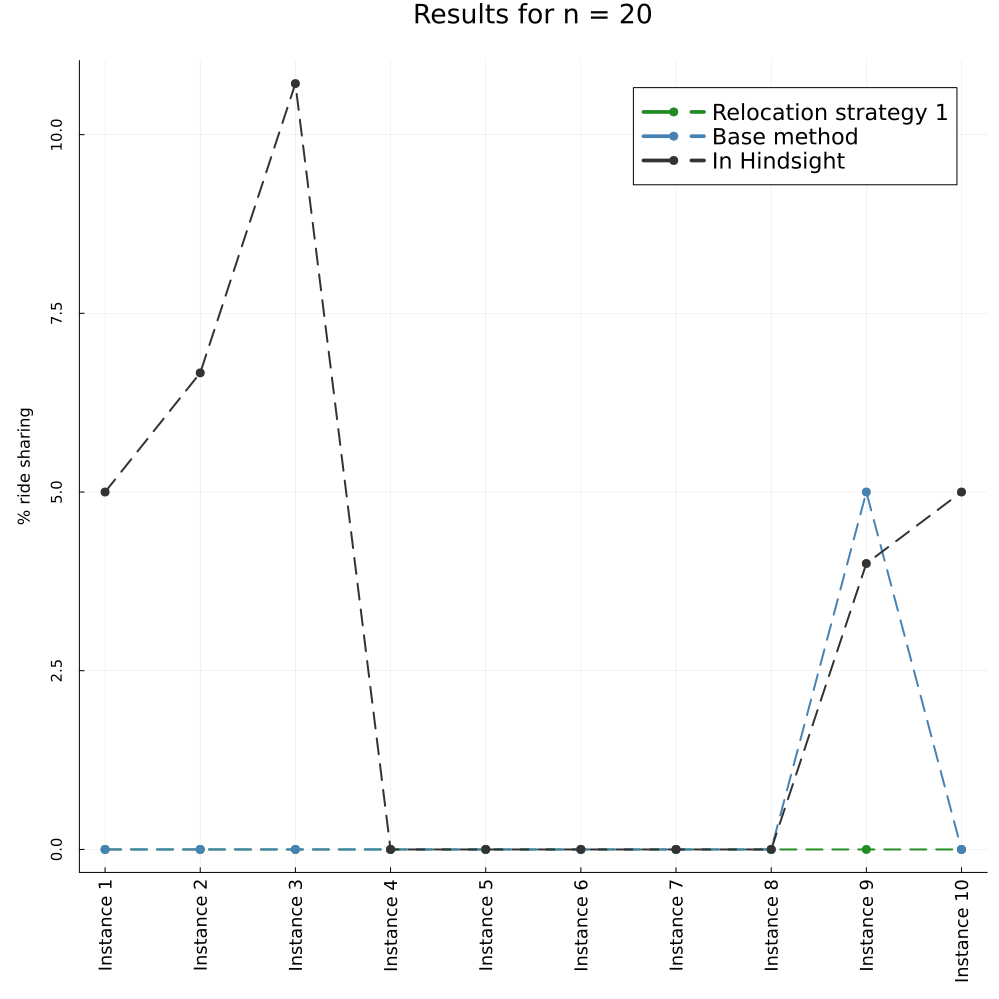 Results for n = 20
Relocation strategy 1
Base method
In Hindsight
% ride sharing
10.0
7.5
5.0
2.5
0.0
Instance 1
Instance 2
Instance 3
Instance 4
Instance 5
Instance 6
Instance 7
Instance 8
Instance 9
Instance 10